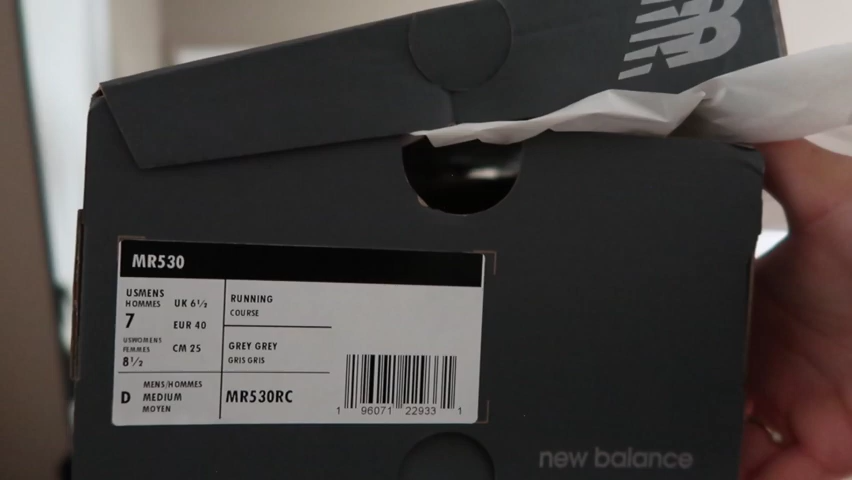 NB
MR530
USMENS
HOMMES
7
USWOMENS
FEMMES
8½
UK 6½
EUR 40
CM 25
RUNNING
COURSE
GREY GREY
GRIS GRIS
D
MENS/HOMMES
MEDIUM
MOYEN
MR530RC
1 96071 22933 1
new balance